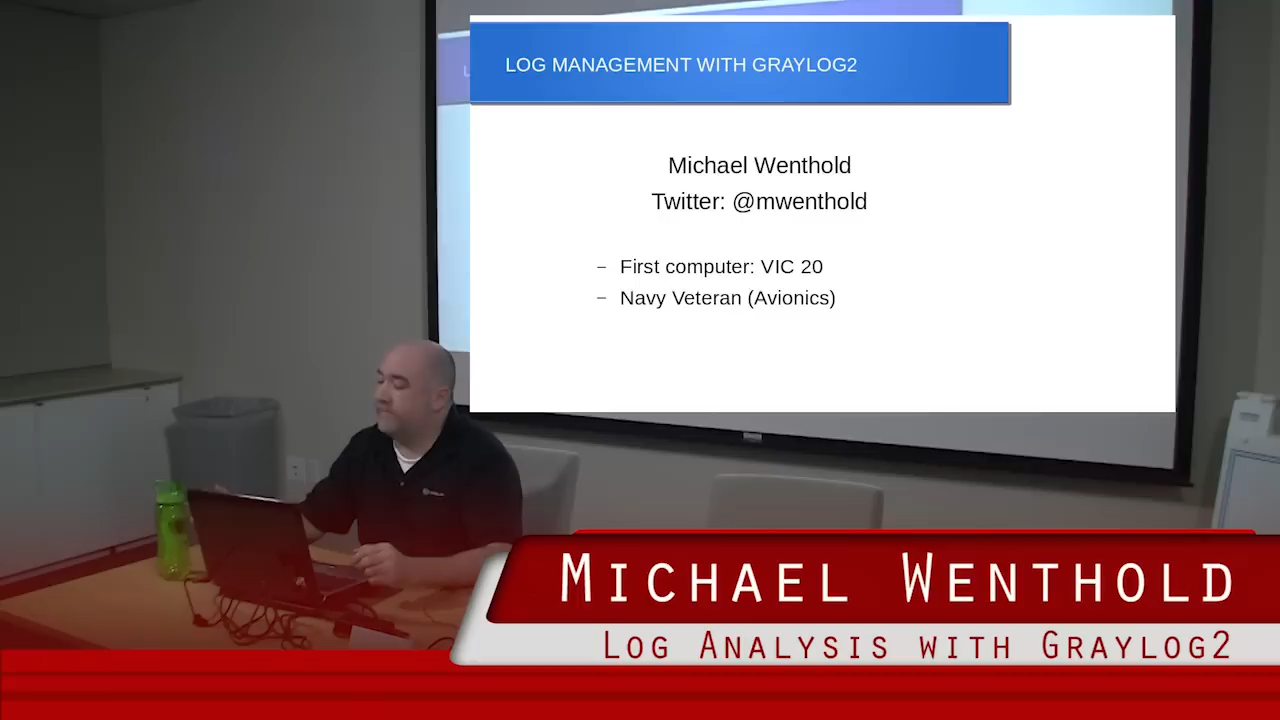 LOG MANAGEMENT WITH GRAYLOG2
Michael Wenthold
Twitter: @mwenthold
– First computer: VIC 20
– Navy Veteran (Avionics)
MICHAEL WENTHOLD
LOG ANALYSIS WITH GRAYLOG2